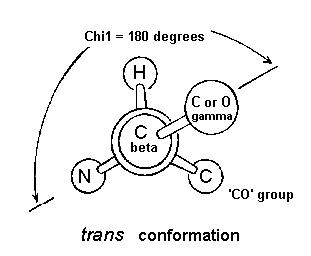 Chi1 = 180 degrees
H
C or O
gamma
C
beta
N
C
'CO' group
trans conformation